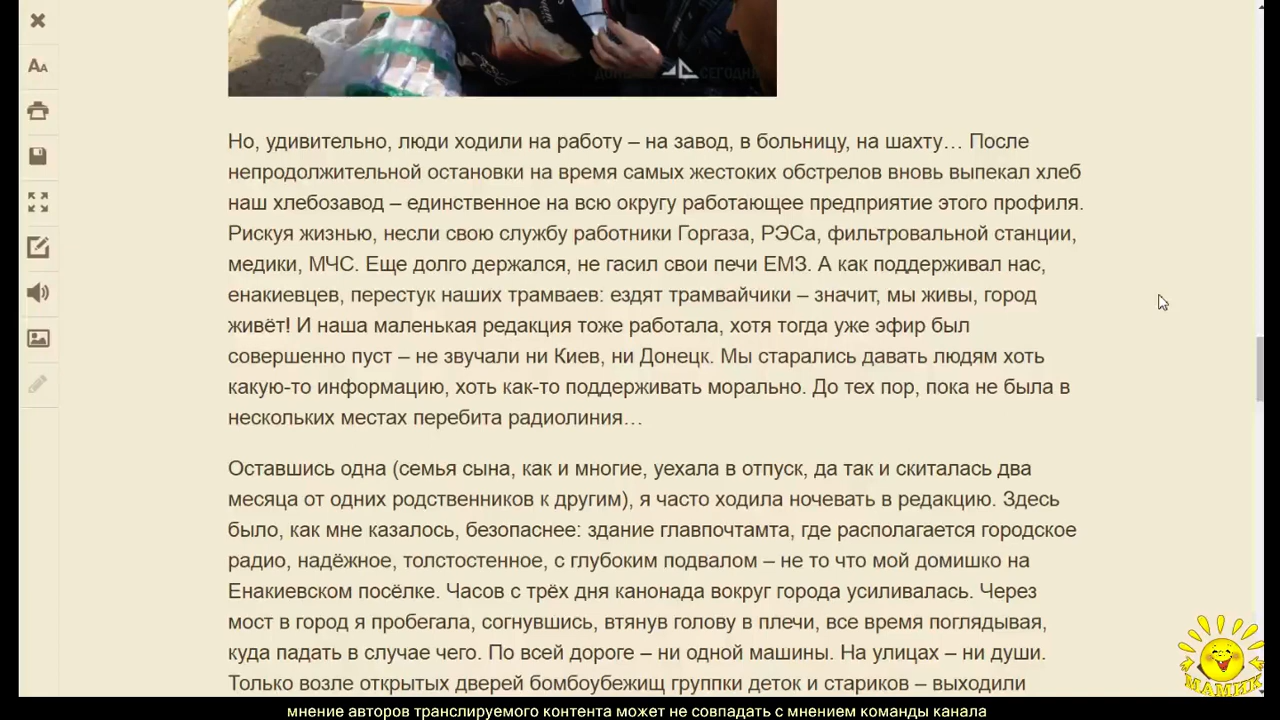 ДОНБАСС СЕГОДНЯ
Но, удивительно, люди ходили на работу – на завод, в больницу, на шахту… После
непродолжительной остановки на время самых жестоких обстрелов вновь выпекал хлеб
наш хлебозавод – единственное на всю округу работающее предприятие этого профиля.
Рискуя жизнью, несли свою службу работники Горгаза, РЭСа, фильтровальной станции,
медики, МЧС. Еще долго держался, не гасил свои печи ЕМЗ. А как поддерживал нас,
енакиевцев, перестук наших трамваев: ездят трамвайчики – значит, мы живы, город
живёт! И наша маленькая редакция тоже работала, хотя тогда уже эфир был
совершенно пуст – не звучали ни Киев, ни Донецк. Мы старались давать людям хоть
какую-то информацию, хоть как-то поддерживать морально. До тех пор, пока не была в
нескольких местах перебита радиолиния…
Оставшись одна (семья сына, как и многие, уехала в отпуск, да так и скиталась два
месяца от одних родственников к другим), я часто ходила ночевать в редакцию. Здесь
было, как мне казалось, безопаснее: здание главпочтамта, где располагается городское
радио, надёжное, толстостенное, с глубоким подвалом – не то что мой домишко на
Енакиевском посёлке. Часов с трёх дня канонада вокруг города усиливалась. Через
мост в город я пробегала, согнувшись, втянув голову в плечи, все время поглядывая,
куда падать в случае чего. По всей дороге – ни одной машины. На улицах – ни души.
Только возле открытых дверей бомбоубежищ группки деток и стариков – выходили
МАМИК
мнение авторов транслируемого контента может не совпадать с мнением команды канала